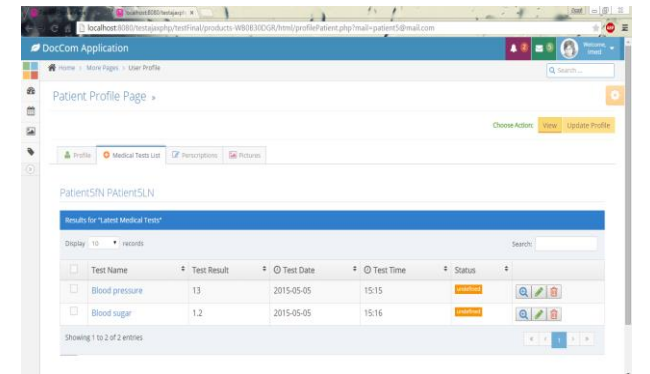 localhost:8080/testajaxphp/testFinal/products-WB0B30DGR/html/profilePatient.php?mail=patient5@mail.com
DocCom Application
Welcome, imed
Home > More Pages > User Profile
Search ...
Patient Profile Page »
Choose Action: View Update Profile
Profile Medical Tests List Perscriptions Pictures
Patient5fN PAtient5LN
Results for "Latest Medical Tests"
Display 10 records Search:
Test Name Test Result Test Date Test Time Status
Blood pressure 13 2015-05-05 15:15 undefined
Blood sugar 1.2 2015-05-05 15:16 undefined
Showing 1 to 2 of 2 entries 1